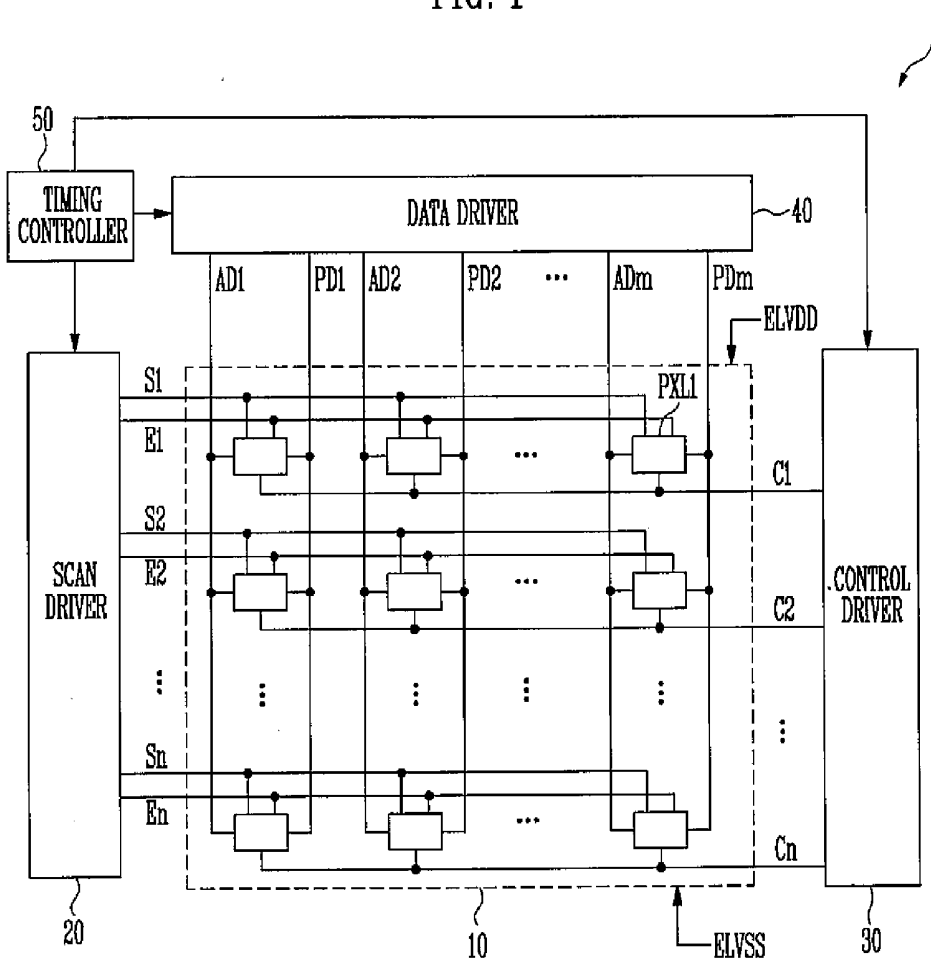 FIG. 1
50
TIMING
CONTROLLER
DATA DRIVER
40
AD1
PD1
AD2
PD2
...
ADm
PDm
ELVDD
S1
PXL1
E1
...
C1
S2
E2
...
SCAN
DRIVER
.CONTROL
DRIVER
C2
Sn
En
...
Cn
20
10
ELVSS
30